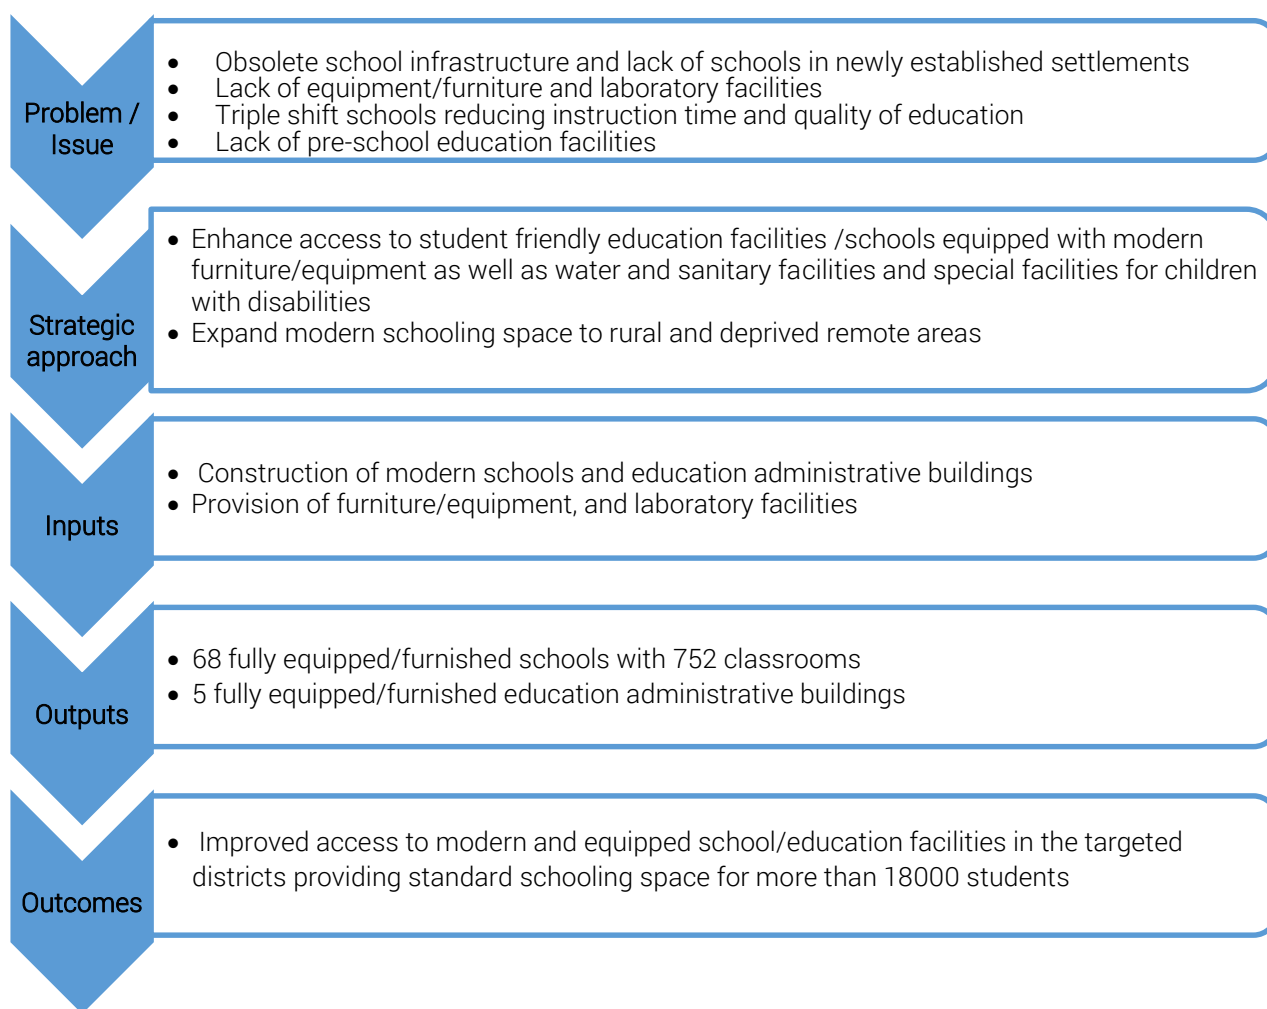 Problem /
Issue
• Obsolete school infrastructure and lack of schools in newly established settlements
• Lack of equipment/furniture and laboratory facilities
• Triple shift schools reducing instruction time and quality of education
• Lack of pre-school education facilities
Strategic
approach
• Enhance access to student friendly education facilities /schools equipped with modern
furniture/equipment as well as water and sanitary facilities and special facilities for children
with disabilities
• Expand modern schooling space to rural and deprived remote areas
Inputs
• Construction of modern schools and education administrative buildings
• Provision of furniture/equipment, and laboratory facilities
Outputs
• 68 fully equipped/furnished schools with 752 classrooms
• 5 fully equipped/furnished education administrative buildings
Outcomes
• Improved access to modern and equipped school/education facilities in the targeted
districts providing standard schooling space for more than 18000 students